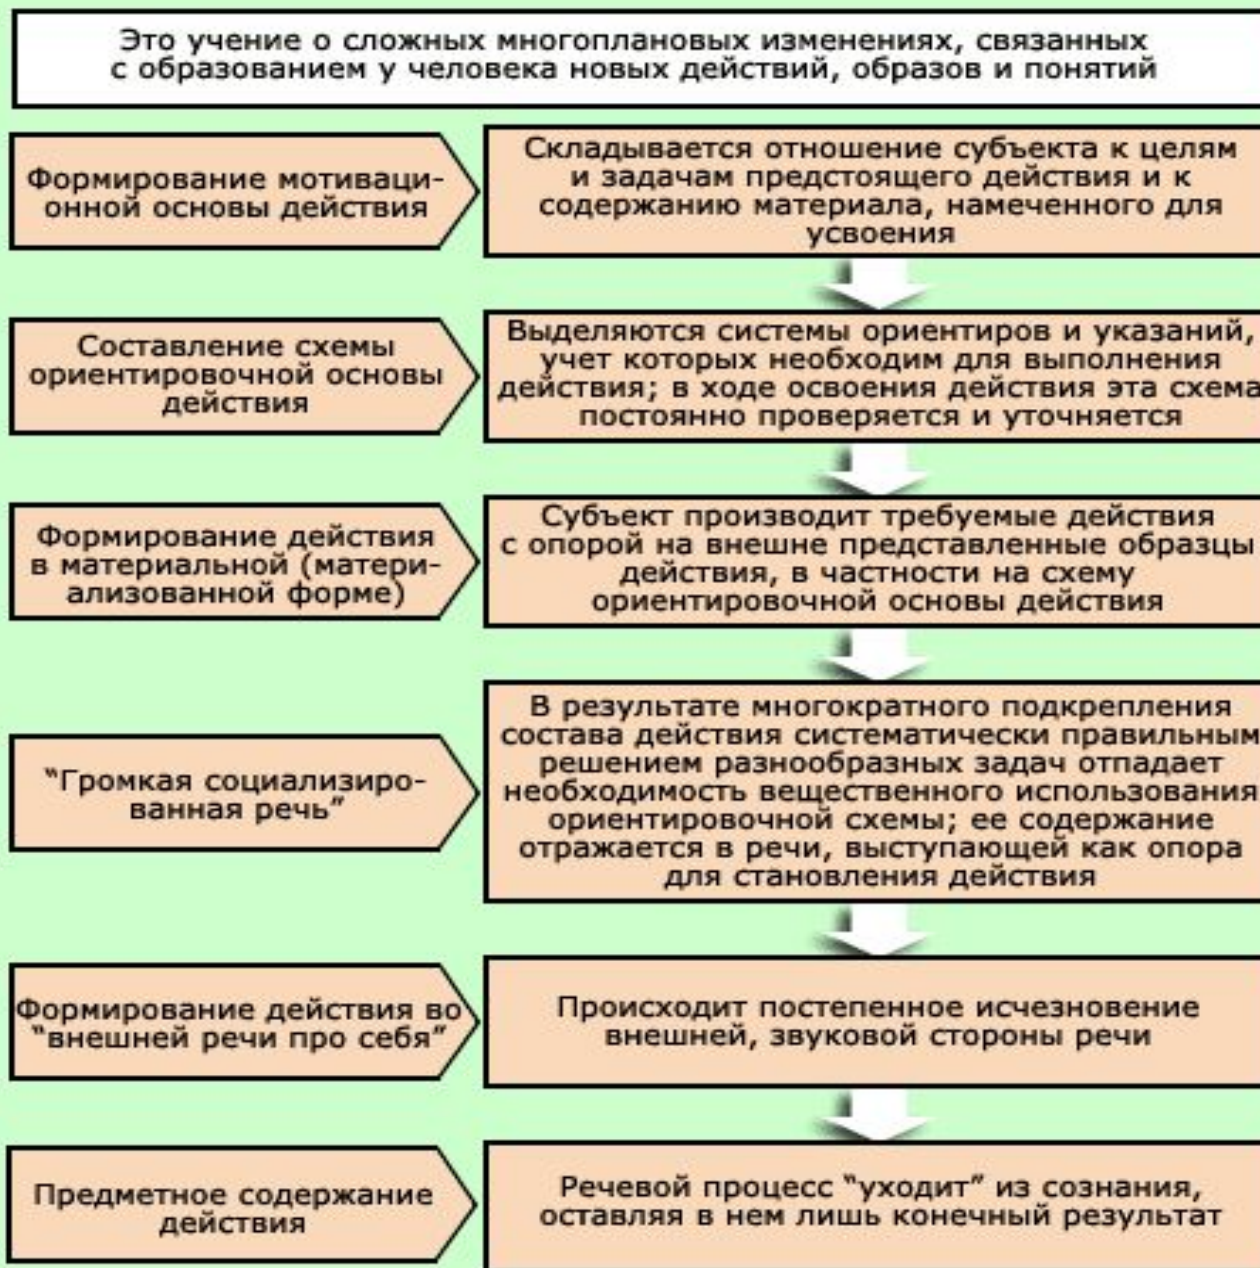 Это учение о сложных многоплановых изменениях, связанных
с образованием у человека новых действий, образов и понятий
Формирование мотиваци-
онной основы действия
Складывается отношение субъекта к целям
и задачам предстоящего действия и к
содержанию материала, намеченного для
усвоения
Составление схемы
ориентировочной основы
действия
Выделяются системы ориентиров и указаний,
учет которых необходим для выполнения
действия; в ходе освоения действия эта схема
постоянно проверяется и уточняется
Формирование действия
в материальной (матери-
ализованной форме)
Субъект производит требуемые действия
с опорой на внешне представленные образцы
действия, в частности на схему
ориентировочной основы действия
"Громкая социализиро-
ванная речь"
В результате многократного подкрепления
состава действия систематически правильным
решением разнообразных задач отпадает
необходимость вещественного использования
ориентировочной схемы; ее содержание
отражается в речи, выступающей как опора
для становления действия
Формирование действия во
"внешней речи про себя"
Происходит постепенное исчезновение
внешней, звуковой стороны речи
Предметное содержание
действия
Речевой процесс "уходит" из сознания,
оставляя в нем лишь конечный результат